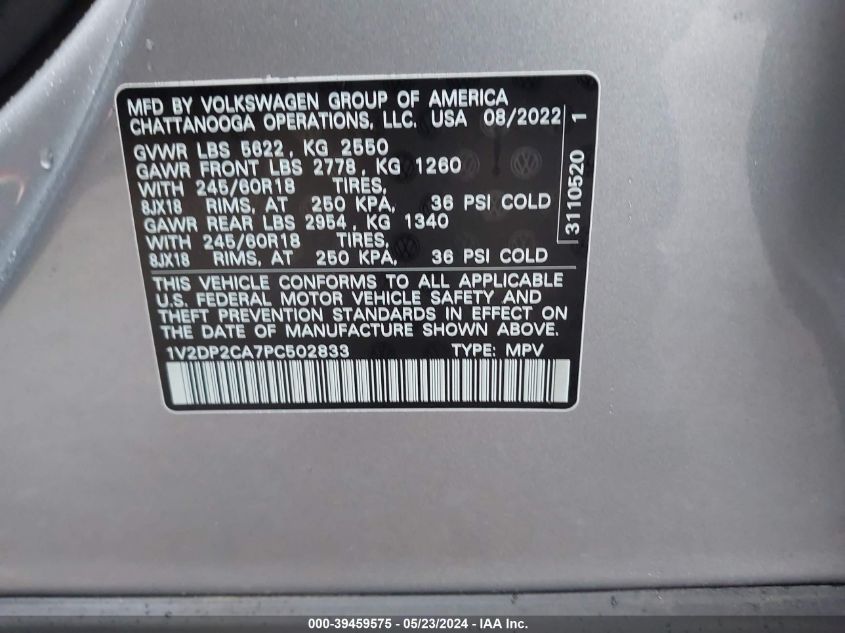 MFD BY VOLKSWAGEN GROUP OF AMERICA
CHATTANOOGA OPERATIONS, LLC. USA 08/2022
GVWR LBS 5622, KG 2550
GAWR FRONT LBS 2778, KG 1260
WITH 245/60R18 TIRES,
8JX18 RIMS, AT 250 KPA, 36 PSI COLD
GAWR REAR LBS 2954, KG 1340
WITH 245/60R18 TIRES,
8JX18 RIMS, AT 250 KPA, 36 PSI COLD
3110520 1
THIS VEHICLE CONFORMS TO ALL APPLICABLE
U.S. FEDERAL MOTOR VEHICLE SAFETY AND
THEFT PREVENTION STANDARDS IN EFFECT ON
THE DATE OF MANUFACTURE SHOWN ABOVE.
1V2DP2CA7PC502833 TYPE: MPV
000-39459575 - 05/23/2024 - IAA Inc.